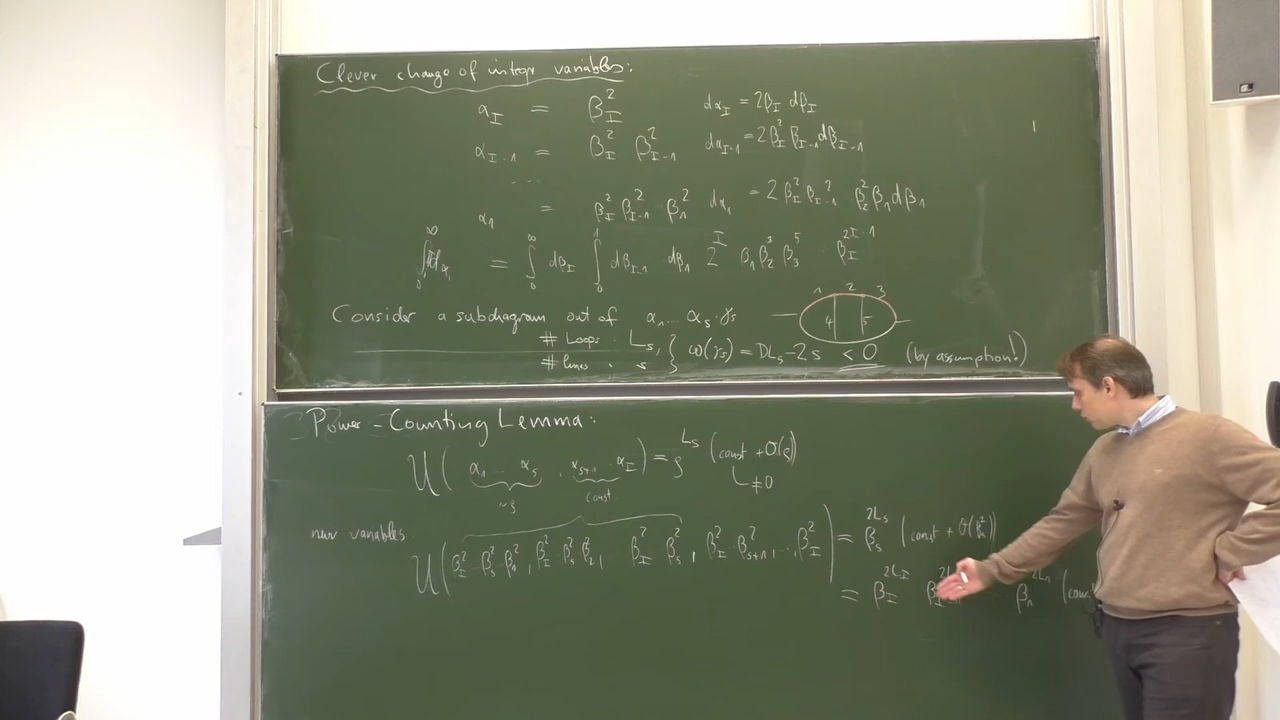 Clever change of integr variables:
α_I = β_I^2 dα_I = 2β_I dβ_I
α_{I-1} = β_I^2 β_{I-1}^2 dα_{I-1} = 2β_I^2 β_{I-1} dβ_{I-1}
...
α_1 = β_I^2 β_{I-1}^2 .. β_1^2 dα_1 = 2β_I^2 β_{I-1}^2 .. β_2^2 β_1 dβ_1
= ∫_0^∞ dβ_I ∫_0^1 dβ_{I-1} .. dβ_1 2^I β_1 β_2^3 β_3^5 .. β_I^{2I-1}
1 2 3
4 5
Consider a subdiagram out of α_1 .. α_s : γ_s
# Loops : L_s,
# lines : s } ω(γ_s) = DL_s - 2s < 0 (by assumption!)
Power-Counting Lemma:
U( α_1 .. α_s , α_{s+1} .. α_I ) = ρ^{L_s} (const + O(ρ))
~ρ const. ≠0
new variables
U( β_I^2 .. β_s^2 .. β_1^2 , β_I^2 .. β_s^2 .. β_2^2 , .. β_I^2 .. β_s^2 , β_I^2 .. β_{s+1}^2 , .. , β_I^2 ) = β_s^{2L_s} (const + O(β_s^2))
= β_I^{2L_I} .. β_1^{2L_1} (const